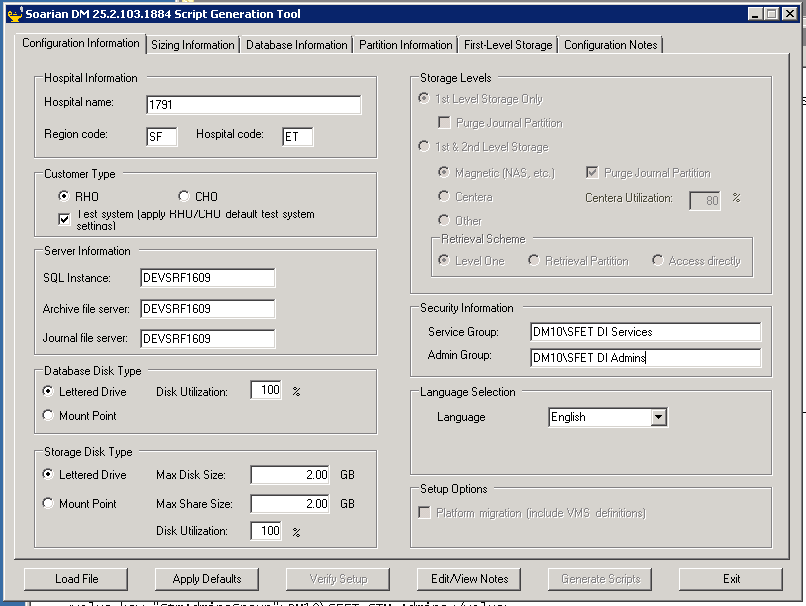 Soarian DM 25.2.103.1884 Script Generation Tool
Configuration Information
Sizing Information
Database Information
Partition Information
First-Level Storage
Configuration Notes
Hospital Information
Hospital name: 1791
Region code: SF Hospital code: ET
Customer Type
RHO CHO
Test system (apply RHO/CHO default test system
settings)
Server Information
SQL Instance: DEVSRF1609
Archive file server: DEVSRF1609
Journal file server: DEVSRF1609
Database Disk Type
Lettered Drive Disk Utilization: 100 %
Mount Point
Storage Disk Type
Lettered Drive Max Disk Size: 2.00 GB
Mount Point Max Share Size: 2.00 GB
Disk Utilization: 100 %
Storage Levels
1st Level Storage Only
Purge Journal Partition
1st & 2nd Level Storage
Magnetic (NAS, etc.) Purge Journal Partition
Centera Centera Utilization: 80 %
Other
Retrieval Scheme
Level One Retrieval Partition Access directly
Security Information
Service Group: DM10\SFET DI Services
Admin Group: DM10\SFET DI Admins
Language Selection
Language English
Setup Options
Platform migration (include VMS definitions)
Load File Apply Defaults Verify Setup Edit/View Notes Generate Scripts Exit